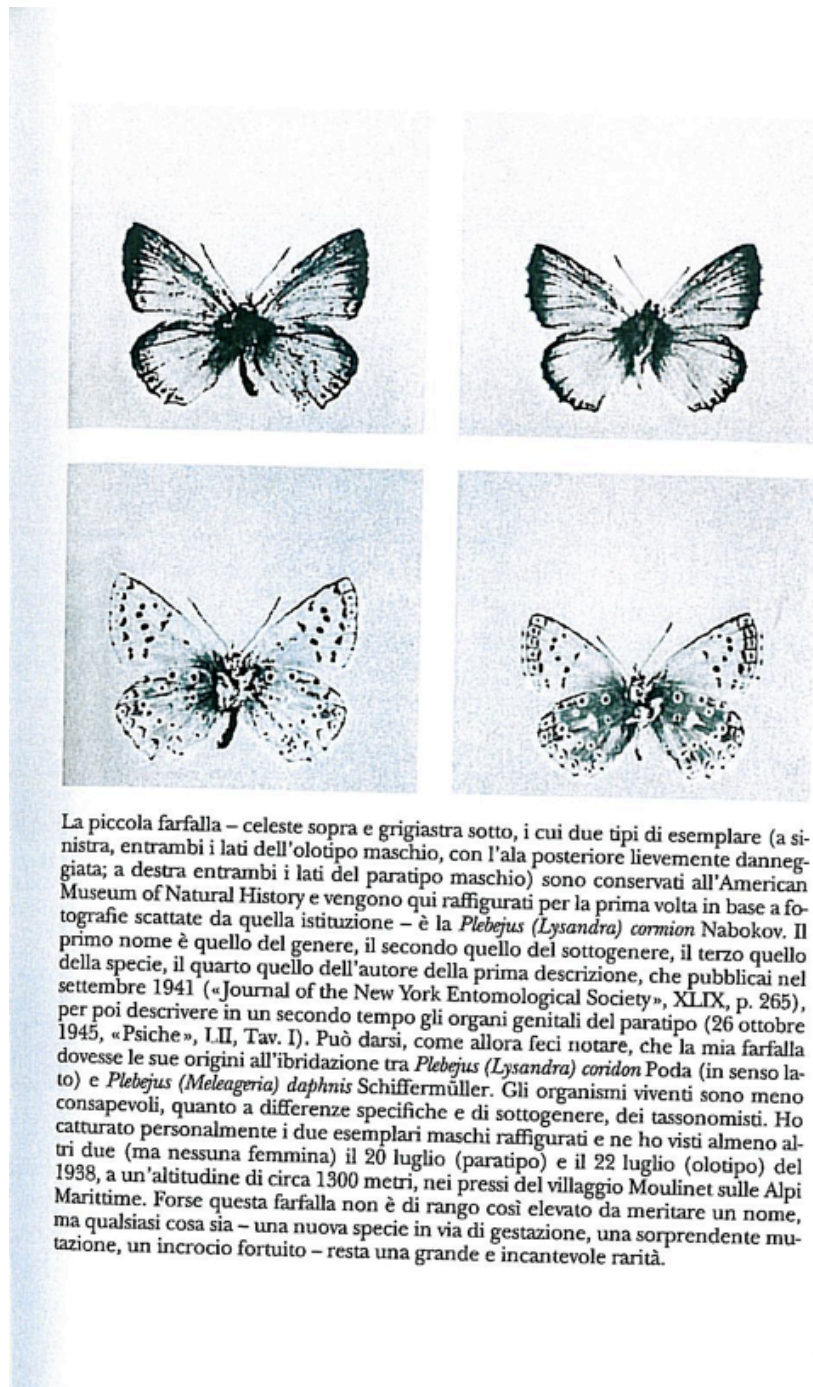 La piccola farfalla – celeste sopra e grigiastra sotto, i cui due tipi di esemplare (a si-
nistra, entrambi i lati dell'olotipo maschio, con l'ala posteriore lievemente danneg-
giata; a destra entrambi i lati del paratipo maschio) sono conservati all'American
Museum of Natural History e vengono qui raffigurati per la prima volta in base a fo-
tografie scattate da quella istituzione – è la Plebejus (Lysandra) cormion Nabokov. Il
primo nome è quello del genere, il secondo quello del sottogenere, il terzo quello
della specie, il quarto quello dell'autore della prima descrizione, che pubblicai nel
settembre 1941 («Journal of the New York Entomological Society», XLIX, p. 265),
per poi descrivere in un secondo tempo gli organi genitali del paratipo (26 ottobre
1945, «Psiche», LII, Tav. I). Può darsi, come allora feci notare, che la mia farfalla
dovesse le sue origini all'ibridazione tra Plebejus (Lysandra) coridon Poda (in senso la-
to) e Plebejus (Meleageria) daphnis Schiffermüller. Gli organismi viventi sono meno
consapevoli, quanto a differenze specifiche e di sottogenere, dei tassonomisti. Ho
catturato personalmente i due esemplari maschi raffigurati e ne ho visti almeno al-
tri due (ma nessuna femmina) il 20 luglio (paratipo) e il 22 luglio (olotipo) del
1938, a un'altitudine di circa 1300 metri, nei pressi del villaggio Moulinet sulle Alpi
Marittime. Forse questa farfalla non è di rango così elevato da meritare un nome,
ma qualsiasi cosa sia – una nuova specie in via di gestazione, una sorprendente mu-
tazione, un incrocio fortuito – resta una grande e incantevole rarità.